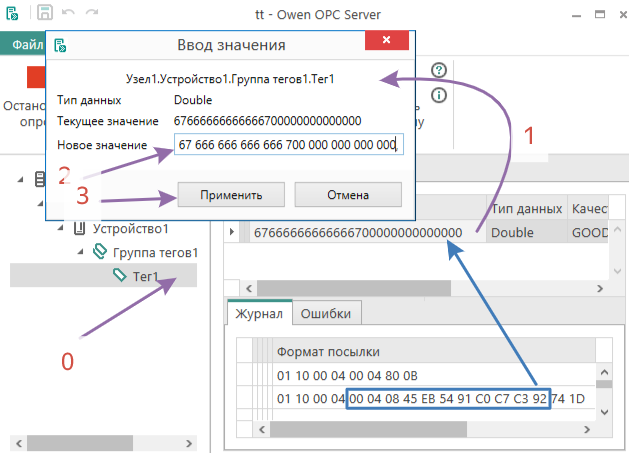 tt - Owen OPC Server
Файл
Ввод значения
Узел1.Устройство1.Группа тегов1.Тег1
Тип данных Double
Текущее значение 67666666666666700000000000000
Новое значение 67 666 666 666 666 700 000 000 000 000,
Применить Отмена
Остано
опро
1
2
3
0
Устройство1
Группа тегов1
Тег1
Тип данных Качест
67666666666666700000000000000 Double GOOD
Журнал Ошибки
Формат посылки
01 10 00 04 00 04 80 0B
01 10 00 04 00 04 08 45 EB 54 91 C0 C7 C3 92 74 1D